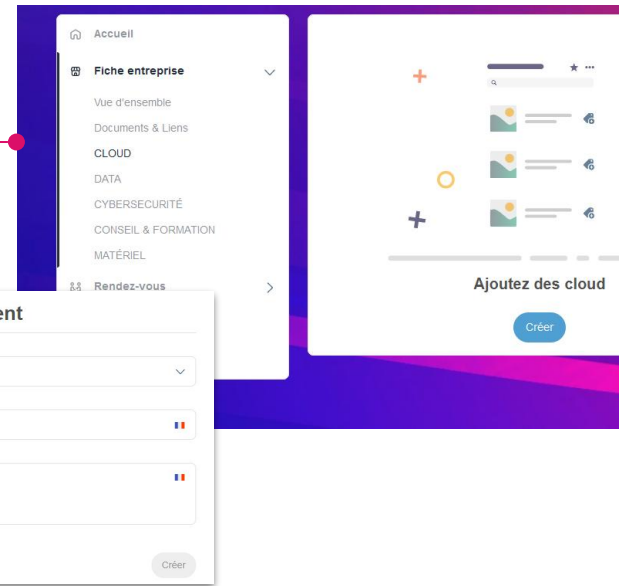 Accueil
Fiche entreprise
Vue d'ensemble
Documents & Liens
CLOUD
DATA
CYBERSECURITÉ
CONSEIL & FORMATION
MATÉRIEL
Rendez-vous
Ajoutez des cloud
Créer
ent
Créer